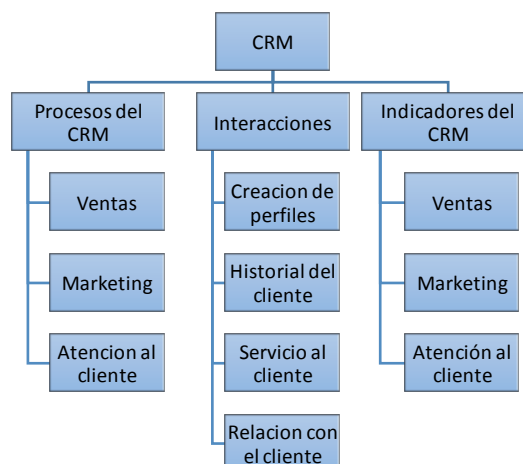 CRM
Procesos del
CRM
Ventas
Marketing
Atencion al
cliente
Interacciones
Creacion de
perfiles
Historial del
cliente
Servicio al
cliente
Relacion con
el cliente
Indicadores del
CRM
Ventas
Marketing
Atención al
cliente